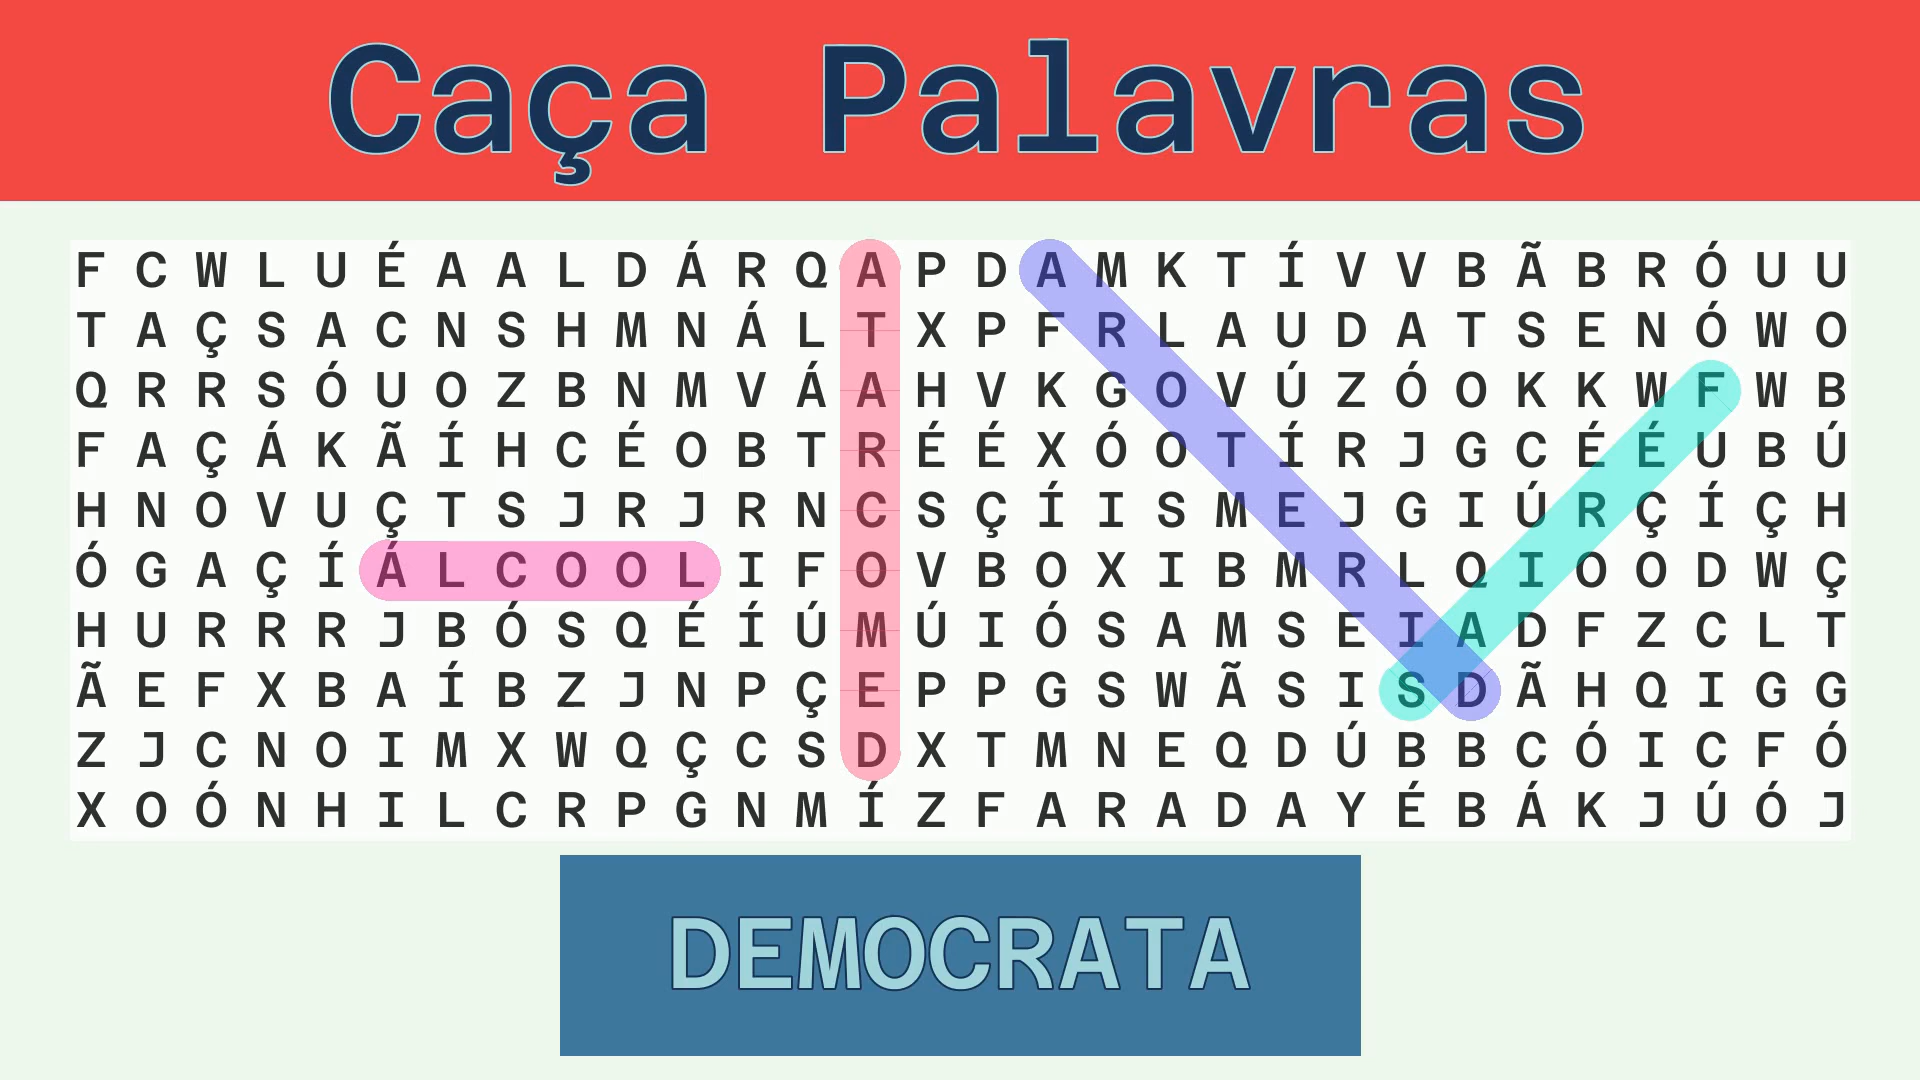 Caça Palavras
F C W L U É A A L D Á R Q A P D A M K T Í V V B Ã B R Ó U U
T A Ç S A C N S H M N Á L T X P F R L A U D A T S E N Ó W O
Q R R S Ó U O Z B N M V Á A H V K G O V Ú Z Ó O K K W F W B
F A Ç Á K Ã Í H C É O B T R É É X Ó O T Í R J G C É É U B Ú
H N O V U Ç T S J R J R N C S Ç Í I S M E J G I Ú R Ç Í Ç H
Ó G A Ç Í Á L C O O L I F O V B O X I B M R L Q I O O D W Ç
H U R R R J B Ó S Q É Í Ú M Ú I Ó S A M S E I A D F Z C L T
Ã E F X B A Í B Z J N P Ç E P P G S W Ã S I S D Ã H Q I G G
Z J C N O I M X W Q Ç C S D X T M N E Q D Ú B B C Ó I C F Ó
X O Ó N H I L C R P G N M Í Z F A R A D A Y É B Á K J Ú Ó J
DEMOCRATA